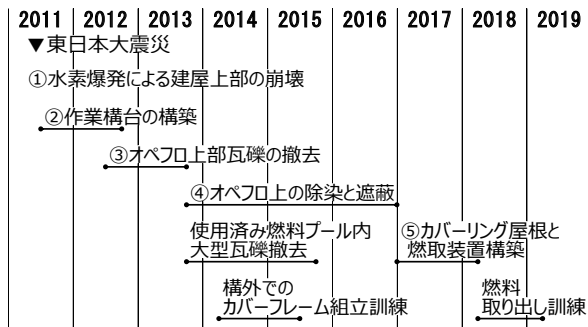 2011 2012 2013 2014 2015 2016 2017 2018 2019
▼東日本大震災
①水素爆発による建屋上部の崩壊
②作業構台の構築
③オペフロ上部瓦礫の撤去
④オペフロ上の除染と遮蔽
使用済み燃料プール内
大型瓦礫撤去
⑤カバーリング屋根と
燃取装置構築
構外での
カバーフレーム組立訓練
燃料
取り出し訓練